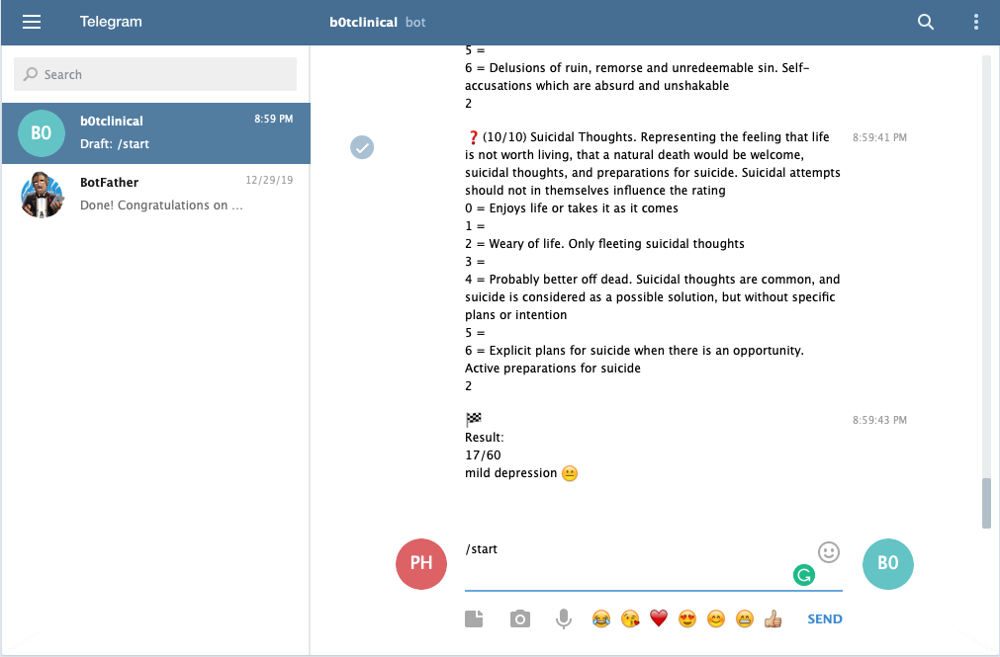 Telegram
b0tclinical bot
Search
B0
b0tclinical
8:59 PM
Draft: /start
BotFather
12/29/19
Done! Congratulations on ...
5 =
6 = Delusions of ruin, remorse and unredeemable sin. Self-
accusations which are absurd and unshakable
2
❓(10/10) Suicidal Thoughts. Representing the feeling that life
8:59:41 PM
is not worth living, that a natural death would be welcome,
suicidal thoughts, and preparations for suicide. Suicidal attempts
should not in themselves influence the rating
0 = Enjoys life or takes it as it comes
1 =
2 = Weary of life. Only fleeting suicidal thoughts
3 =
4 = Probably better off dead. Suicidal thoughts are common, and
suicide is considered as a possible solution, but without specific
plans or intention
5 =
6 = Explicit plans for suicide when there is an opportunity.
Active preparations for suicide
2
🏁
8:59:43 PM
Result:
17/60
mild depression 😐
PH
/start
B0
SEND